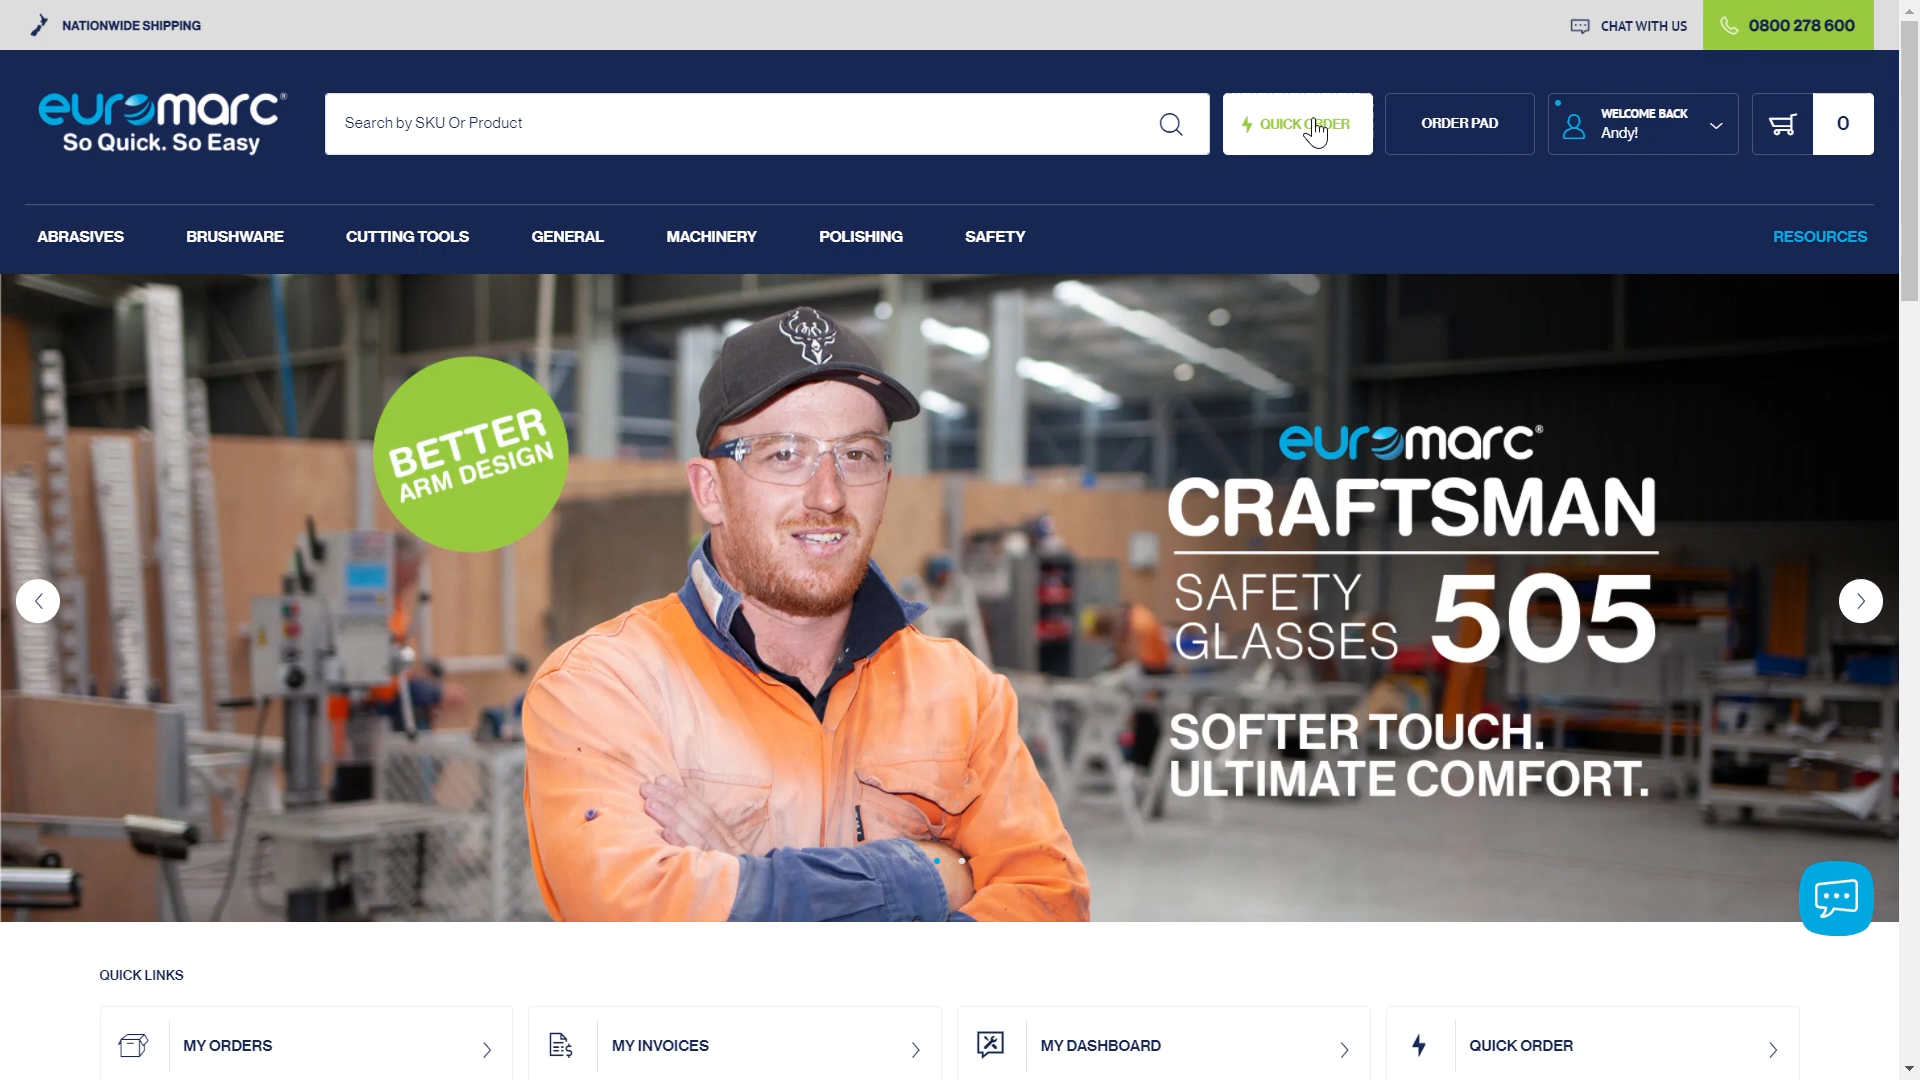 NATIONWIDE SHIPPING
CHAT WITH US
0800 278 600
euromarc®
So Quick. So Easy
Search by SKU Or Product
QUICK ORDER
ORDER PAD
WELCOME BACK
Andy!
0
ABRASIVES
BRUSHWARE
CUTTING TOOLS
GENERAL
MACHINERY
POLISHING
SAFETY
RESOURCES
BETTER
ARM DESIGN
euromarc®
CRAFTSMAN
SAFETY
GLASSES
505
SOFTER TOUCH.
ULTIMATE COMFORT.
QUICK LINKS
MY ORDERS
MY INVOICES
MY DASHBOARD
QUICK ORDER